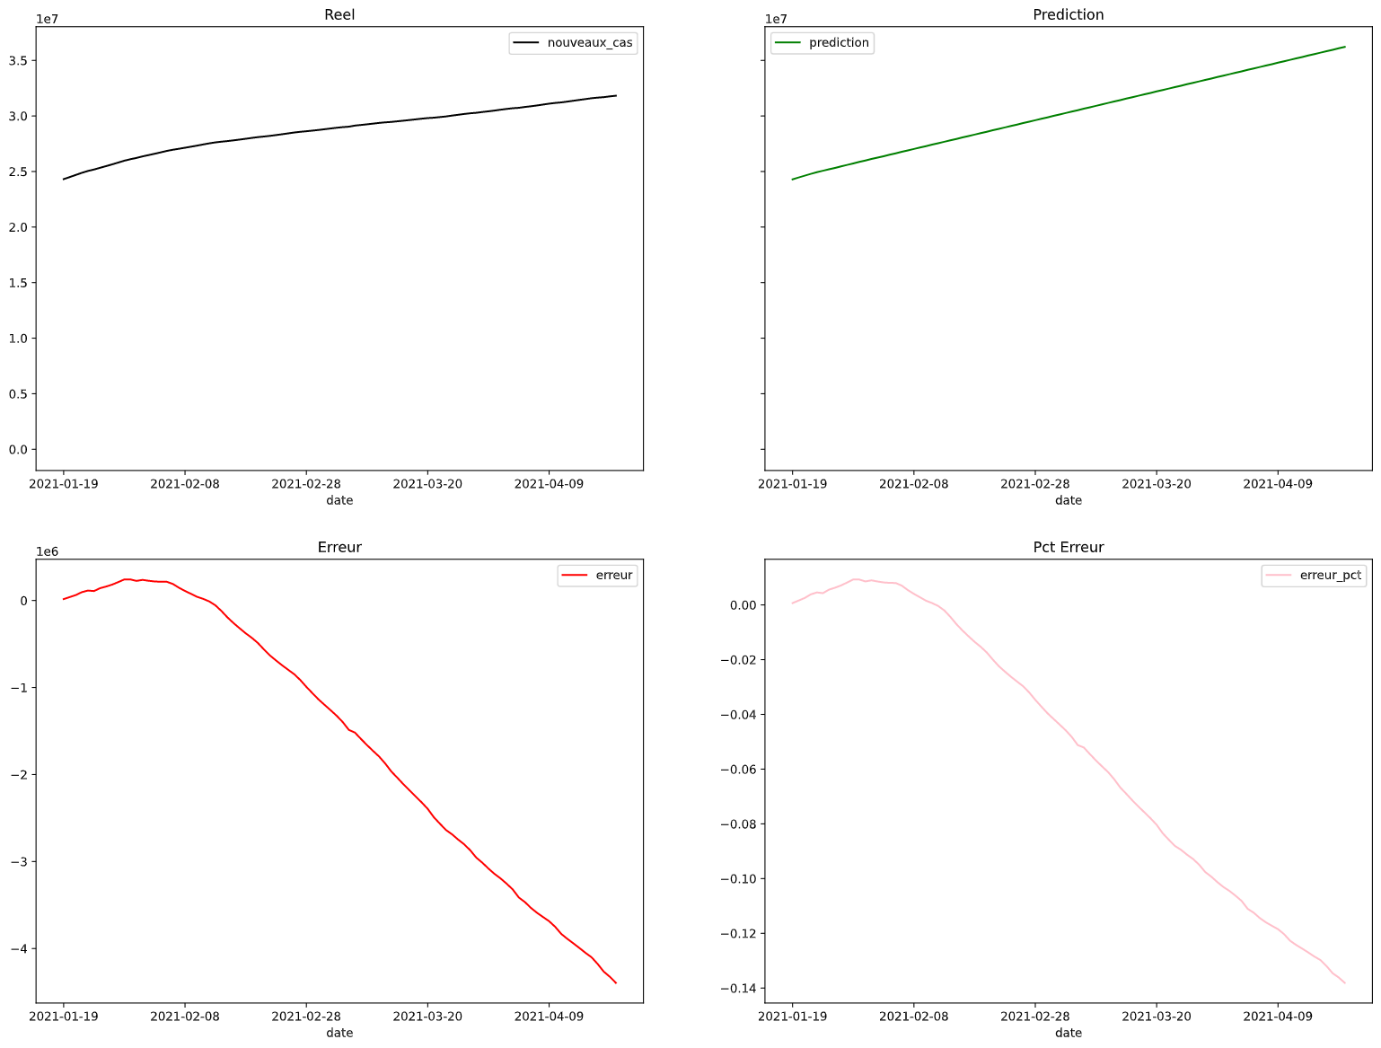 Reel
1e7
nouveaux_cas
3.5
3.0
2.5
2.0
1.5
1.0
0.5
0.0
2021-01-19 2021-02-08 2021-02-28 2021-03-20 2021-04-09
date
Prediction
1e7
prediction
2021-01-19 2021-02-08 2021-02-28 2021-03-20 2021-04-09
date
Erreur
1e6
erreur
0
−1
−2
−3
−4
2021-01-19 2021-02-08 2021-02-28 2021-03-20 2021-04-09
date
Pct Erreur
erreur_pct
0.00
−0.02
−0.04
−0.06
−0.08
−0.10
−0.12
−0.14
2021-01-19 2021-02-08 2021-02-28 2021-03-20 2021-04-09
date